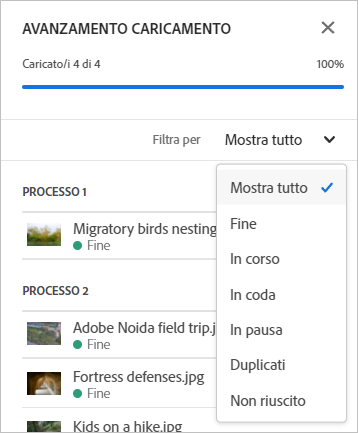 AVANZAMENTO CARICAMENTO
Caricato/i 4 di 4 100%
Filtra per Mostra tutto
Mostra tutto
Fine
In corso
In coda
In pausa
Duplicati
Non riuscito
PROCESSO 1
Migratory birds nesting
Fine
PROCESSO 2
Adobe Noida field trip.j
Fine
Fortress defenses.jpg
Fine
Kids on a hike.jpg